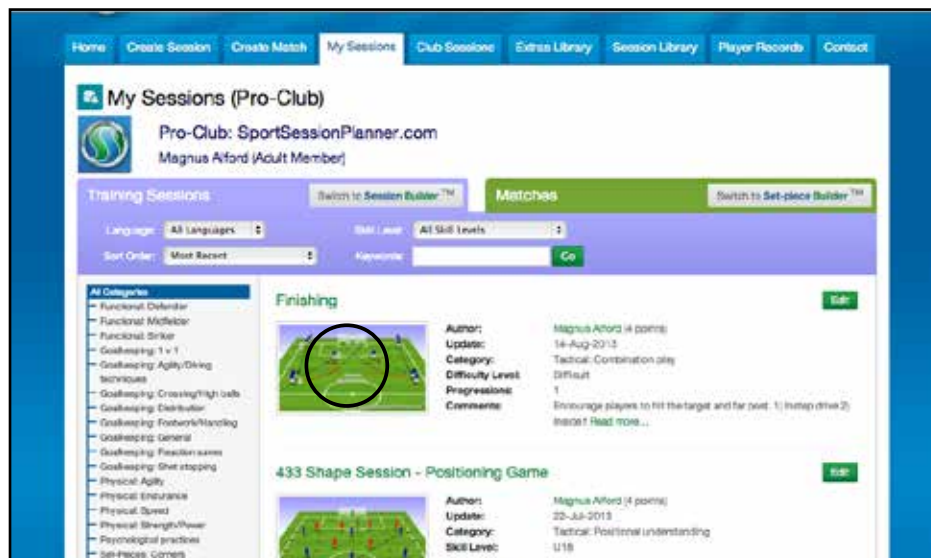 Home Create Session Create Match My Sessions Club Sessions Extras Library Session Library Player Records Contact
My Sessions (Pro-Club)
Pro-Club: SportSessionPlanner.com
Magnus Alford (Adult Member)
Training Sessions Switch to Session Builder™ Matches Switch to Set-piece Builder™
Language: All Languages Skill Level: All Skill Levels
Sort Order: Most Recent Keywords: Go
All Categories
Functional: Defender
Functional: Midfielder
Functional: Striker
Goalkeeping: 1 v 1
Goalkeeping: Agility/Diving
techniques
Goalkeeping: Crossing/High balls
Goalkeeping: Distribution
Goalkeeping: Footwork/Handling
Goalkeeping: General
Goalkeeping: Reaction saves
Goalkeeping: Shot stopping
Physical: Agility
Physical: Endurance
Physical: Speed
Physical: Strength/Power
Psychological practices
Set-Pieces: Corners
Finishing Edit
Author: Magnus Alford (4 points)
Update: 14-Aug-2013
Category: Tactical: Combination play
Difficulty Level: Difficult
Progressions: 1
Comments: Encourage players to hit the target and far post. 1) Instep drive 2)
Read more...
433 Shape Session - Positioning Game Edit
Author: Magnus Alford (4 points)
Update: 22-Jul-2013
Category: Tactical: Positional understanding
Skill Level: U18